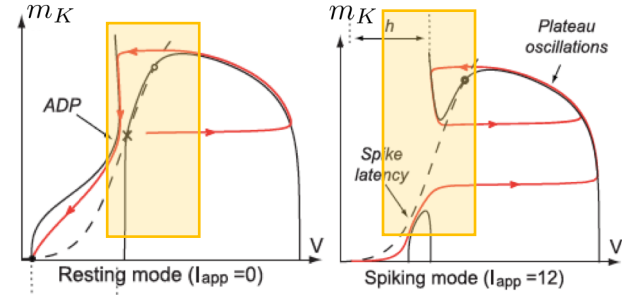 m_K
ADP
V
Resting mode (I_app =0)
m_K
h
Plateau
oscillations
Spike
latency
V
Spiking mode (I_app =12)